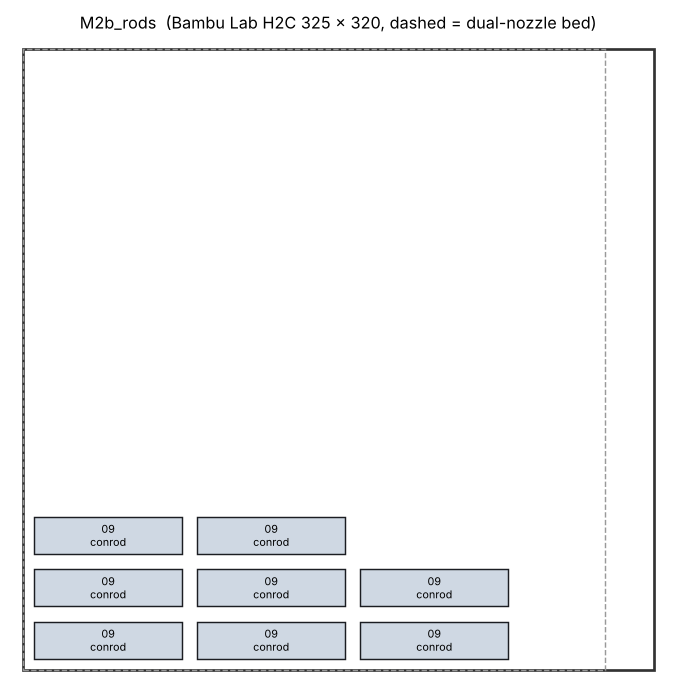 M2b_rods (Bambu Lab H2C 325 × 320, dashed = dual-nozzle bed)
09
conrod
09
conrod
09
conrod
09
conrod
09
conrod
09
conrod
09
conrod
09
conrod